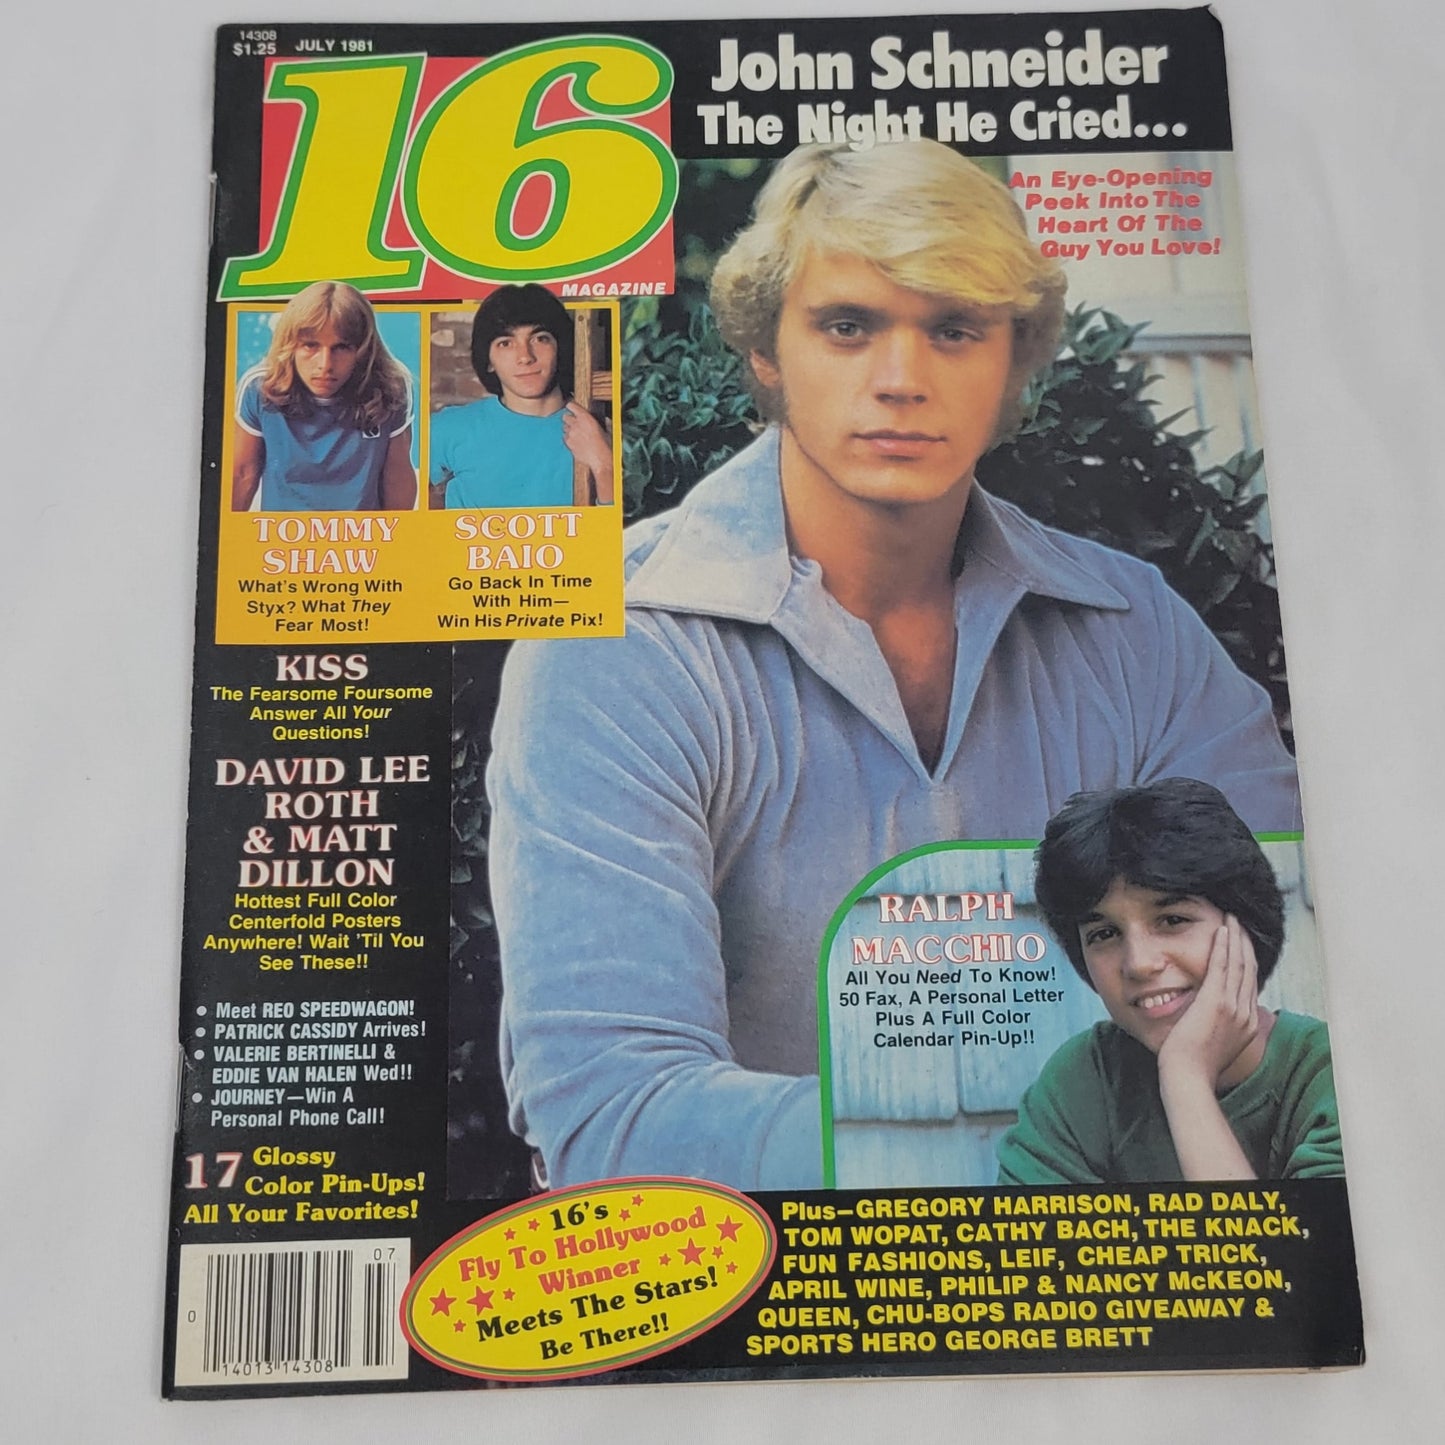 14308
$1.25 JULY 1981
16
MAGAZINE
John Schneider
The Night He Cried...
An Eye-Opening
Peek Into The
Heart Of The
Guy You Love!
TOMMY
SHAW
What's Wrong With
Styx? What They
Fear Most!
SCOTT
BAIO
Go Back In Time
With Him—
Win His Private Pix!
KISS
The Fearsome Foursome
Answer All Your
Questions!
DAVID LEE
ROTH
& MATT
DILLON
Hottest Full Color
Centerfold Posters
Anywhere! Wait 'Til You
See These!!
• Meet REO SPEEDWAGON!
• PATRICK CASSIDY Arrives!
• VALERIE BERTINELLI &
EDDIE VAN HALEN Wed!!
• JOURNEY—Win A
Personal Phone Call!
17 Glossy
Color Pin-Ups!
All Your Favorites!
RALPH
MACCHIO
All You Need To Know!
50 Fax, A Personal Letter
Plus A Full Color
Calendar Pin-Up!!
16's
Fly To Hollywood
Winner
Meets The Stars!
Be There!!
Plus—GREGORY HARRISON, RAD DALY,
TOM WOPAT, CATHY BACH, THE KNACK,
FUN FASHIONS, LEIF, CHEAP TRICK,
APRIL WINE, PHILIP & NANCY McKEON,
QUEEN, CHU-BOPS RADIO GIVEAWAY &
SPORTS HERO GEORGE BRETT
07
0
14013 14308